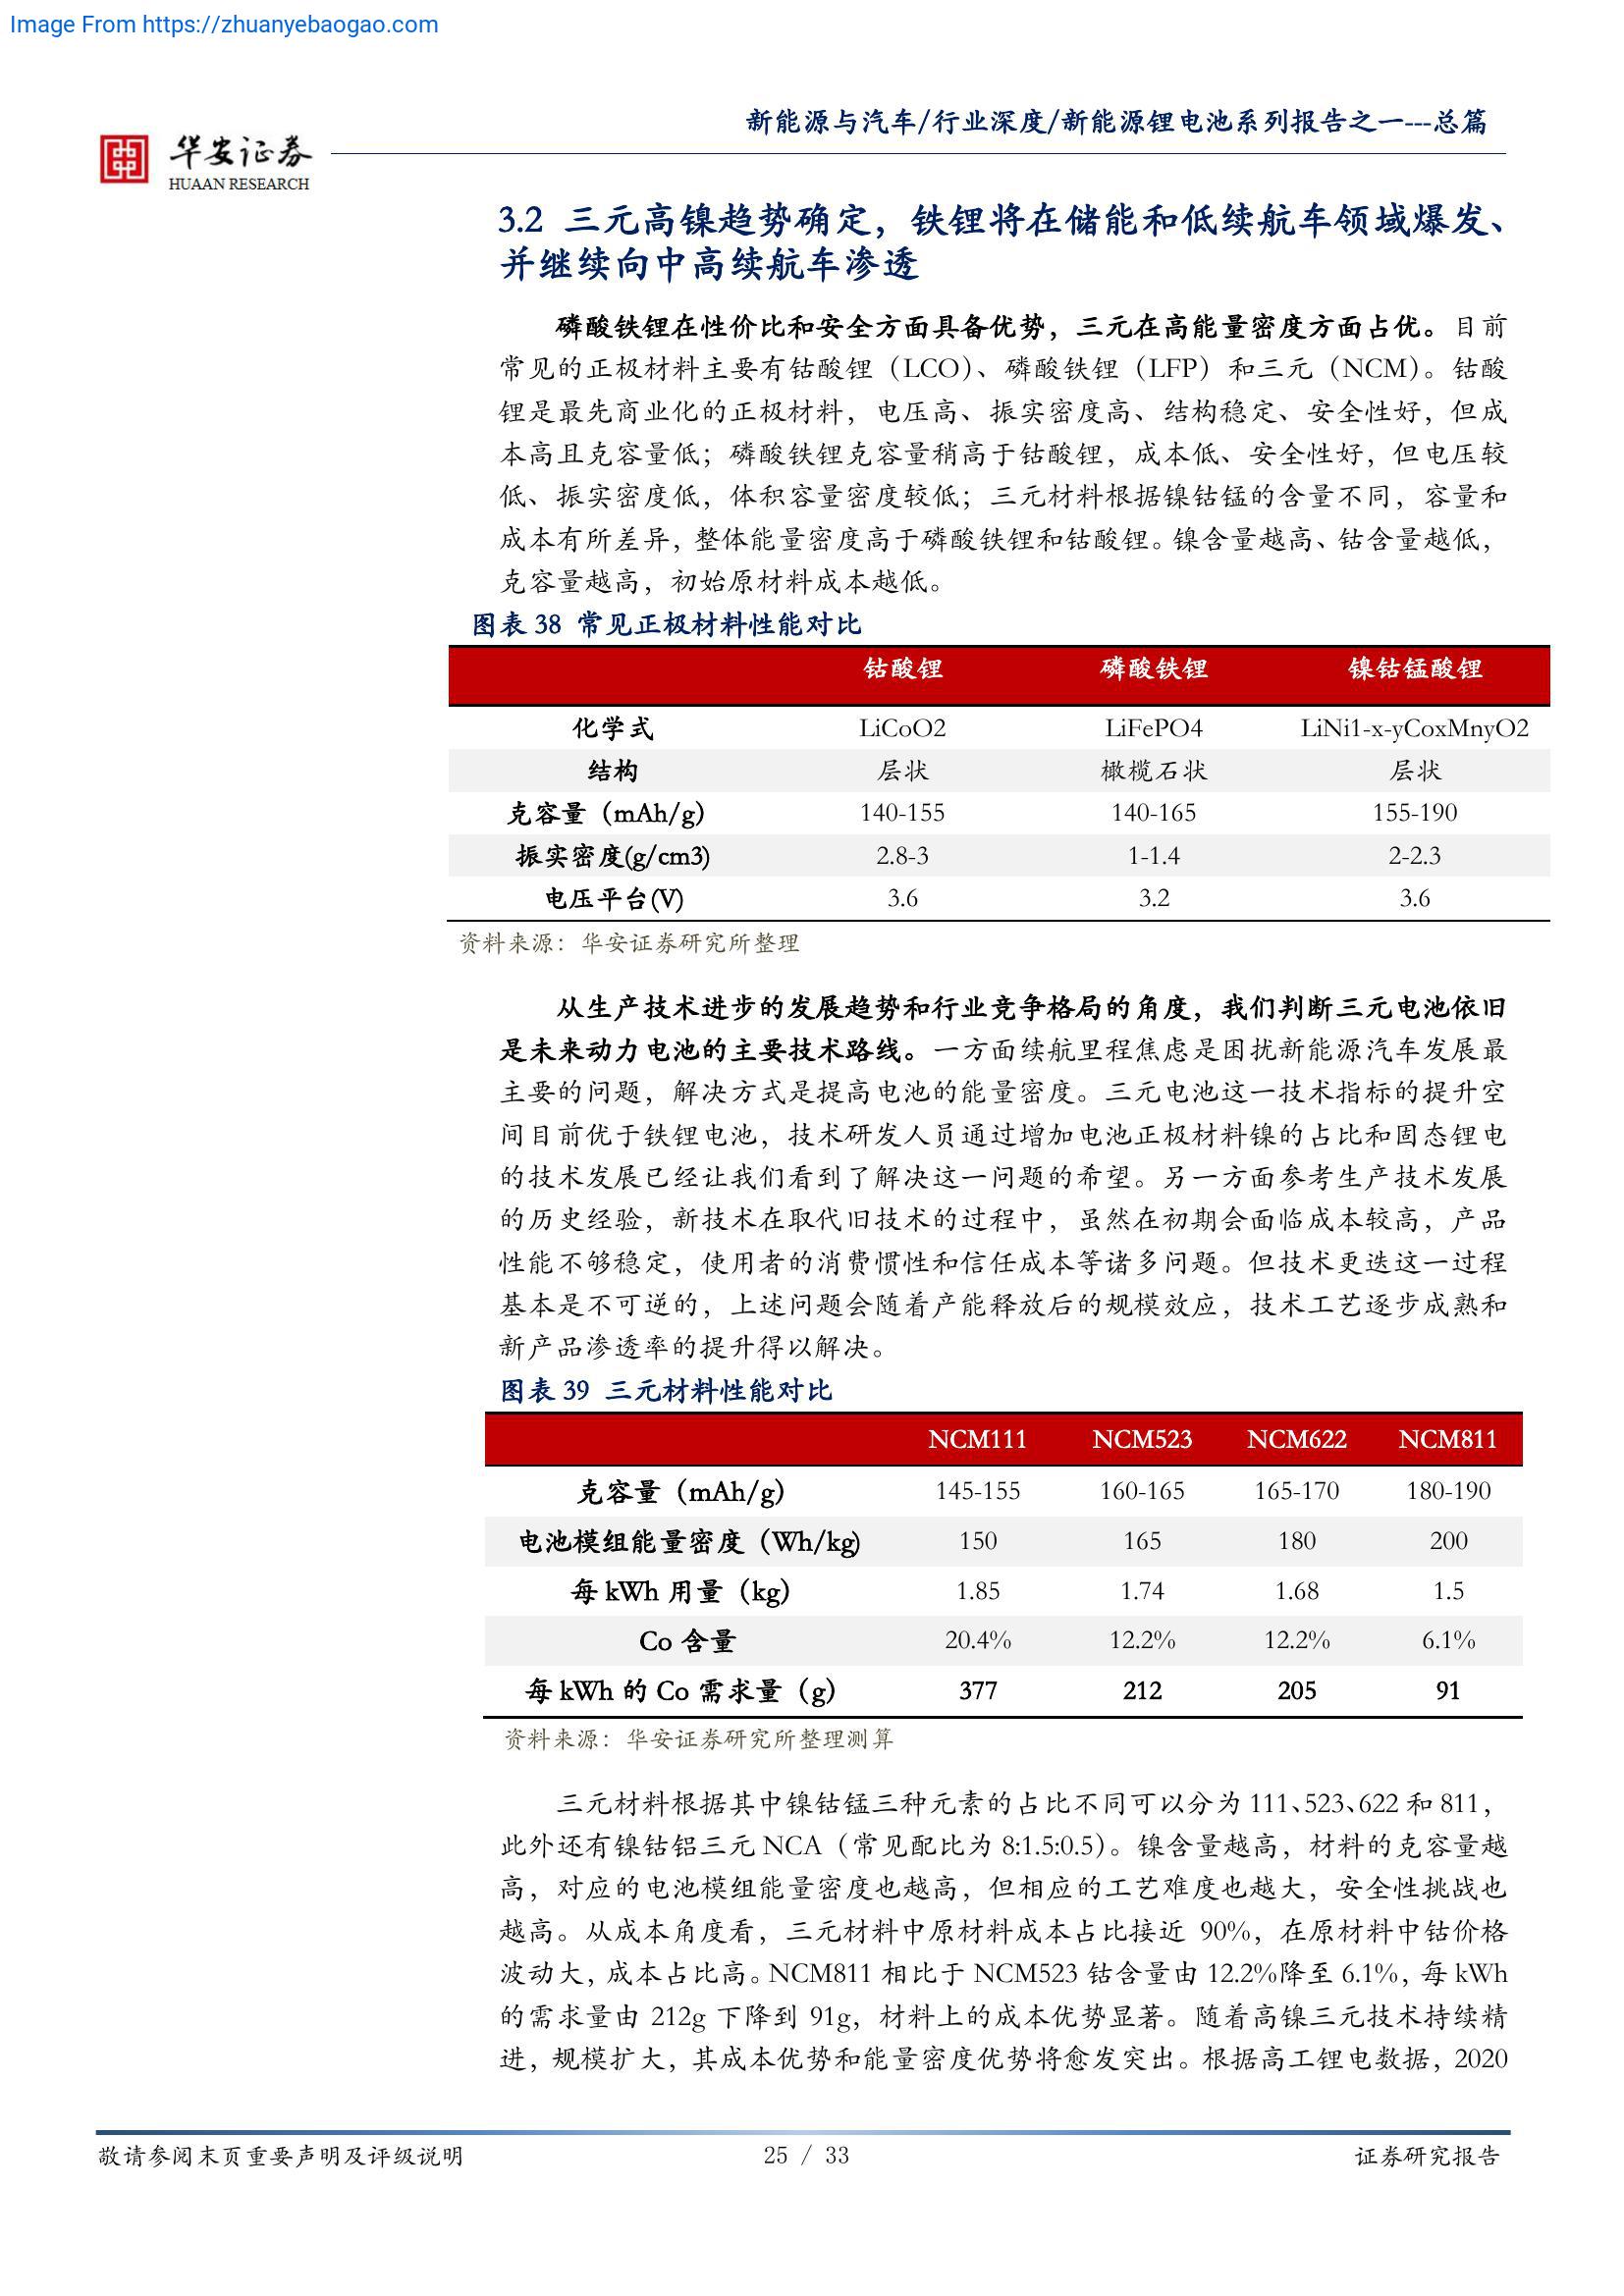 Image From https://zhuanyebaogao.com
新能源与汽车/行业深度/新能源锂电池系列报告之一---总篇
华安证券
HUAAN RESEARCH
3.2 三元高镍趋势确定，铁锂将在储能和低续航车领域爆发、
并继续向中高续航车渗透
磷酸铁锂在性价比和安全方面具备优势，三元在高能量密度方面占优。目前
常见的正极材料主要有钴酸锂（LCO）、磷酸铁锂（LFP）和三元（NCM）。钴酸
锂是最先商业化的正极材料，电压高、振实密度高、结构稳定、安全性好，但成
本高且克容量低；磷酸铁锂克容量稍高于钴酸锂，成本低、安全性好，但电压较
低、振实密度低，体积容量密度较低；三元材料根据镍钴锰的含量不同，容量和
成本有所差异，整体能量密度高于磷酸铁锂和钴酸锂。镍含量越高、钴含量越低，
克容量越高，初始原材料成本越低。
图表 38 常见正极材料性能对比
钴酸锂 磷酸铁锂 镍钴锰酸锂
化学式 LiCoO2 LiFePO4 LiNi1-x-yCoxMnyO2
结构 层状 橄榄石状 层状
克容量（mAh/g） 140-155 140-165 155-190
振实密度(g/cm3) 2.8-3 1-1.4 2-2.3
电压平台(V) 3.6 3.2 3.6
资料来源：华安证券研究所整理
从生产技术进步的发展趋势和行业竞争格局的角度，我们判断三元电池依旧
是未来动力电池的主要技术路线。一方面续航里程焦虑是困扰新能源汽车发展最
主要的问题，解决方式是提高电池的能量密度。三元电池这一技术指标的提升空
间目前优于铁锂电池，技术研发人员通过增加电池正极材料镍的占比和固态锂电
的技术发展已经让我们看到了解决这一问题的希望。另一方面参考生产技术发展
的历史经验，新技术在取代旧技术的过程中，虽然在初期会面临成本较高，产品
性能不够稳定，使用者的消费惯性和信任成本等诸多问题。但技术更迭这一过程
基本是不可逆的，上述问题会随着产能释放后的规模效应，技术工艺逐步成熟和
新产品渗透率的提升得以解决。
图表 39 三元材料性能对比
NCM111 NCM523 NCM622 NCM811
克容量（mAh/g） 145-155 160-165 165-170 180-190
电池模组能量密度（Wh/kg） 150 165 180 200
每 kWh 用量（kg） 1.85 1.74 1.68 1.5
Co 含量 20.4% 12.2% 12.2% 6.1%
每 kWh 的 Co 需求量（g） 377 212 205 91
资料来源：华安证券研究所整理测算
三元材料根据其中镍钴锰三种元素的占比不同可以分为 111、523、622 和 811，
此外还有镍钴铝三元 NCA（常见配比为 8:1.5:0.5）。镍含量越高，材料的克容量越
高，对应的电池模组能量密度也越高，但相应的工艺难度也越大，安全性挑战也
越高。从成本角度看，三元材料中原材料成本占比接近 90%，在原材料中钴价格
波动大，成本占比高。NCM811 相比于 NCM523 钴含量由 12.2%降至 6.1%，每 kWh
的需求量由 212g 下降到 91g，材料上的成本优势显著。随着高镍三元技术持续精
进，规模扩大，其成本优势和能量密度优势将愈发突出。根据高工锂电数据，2020
敬请参阅末页重要声明及评级说明 25 / 33 证券研究报告